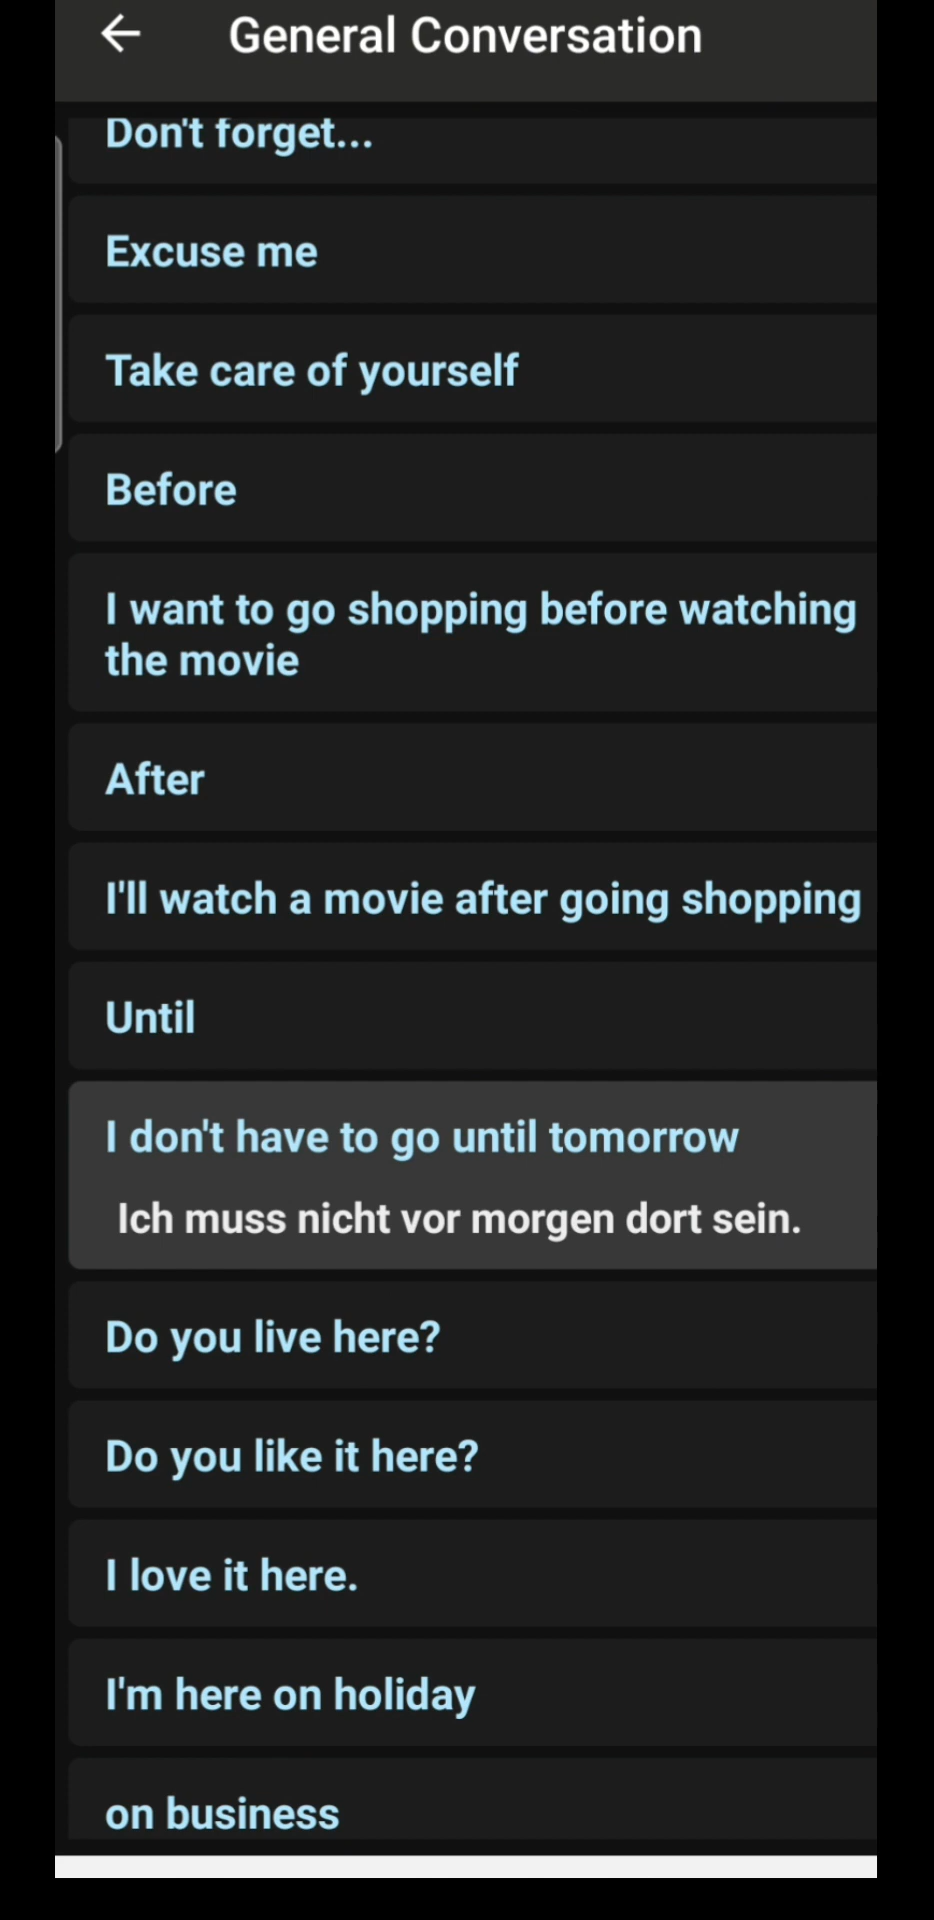 General Conversation
Don't forget...
Excuse me
Take care of yourself
Before
I want to go shopping before watching
the movie
After
I'll watch a movie after going shopping
Until
I don't have to go until tomorrow
Ich muss nicht vor morgen dort sein.
Do you live here?
Do you like it here?
I love it here.
I'm here on holiday
on business